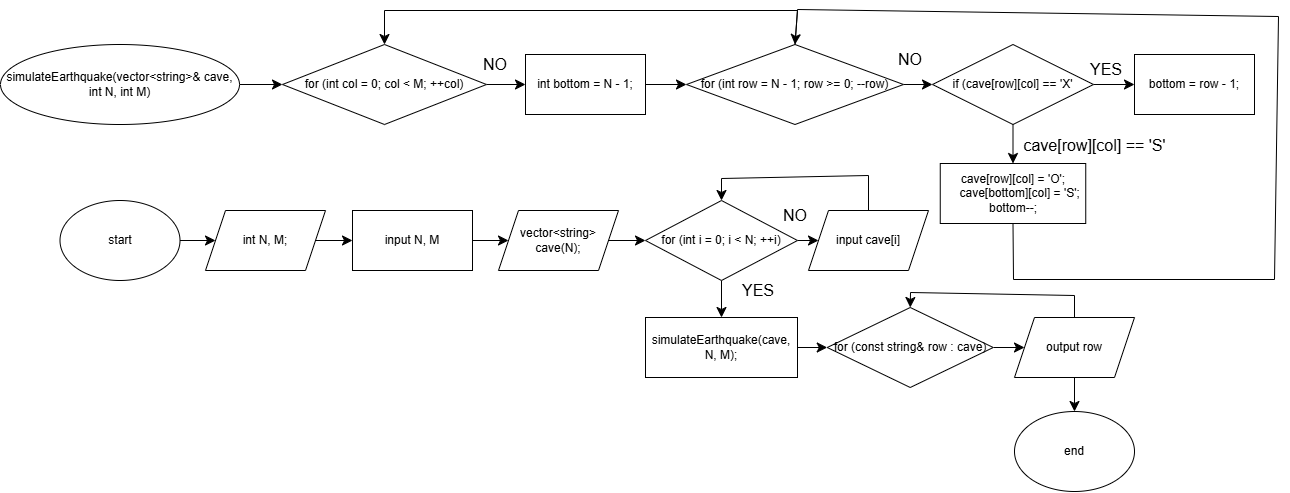 simulateEarthquake(vector<string>& cave,
int N, int M)
for (int col = 0; col < M; ++col)
NO
int bottom = N - 1;
for (int row = N - 1; row >= 0; --row)
NO
if (cave[row][col] == 'X'
YES
bottom = row - 1;
cave[row][col] == 'S'
cave[row][col] = 'O';
cave[bottom][col] = 'S';
bottom--;
start
int N, M;
input N, M
vector<string>
cave(N);
for (int i = 0; i < N; ++i)
NO
input cave[i]
YES
simulateEarthquake(cave,
N, M);
for (const string& row : cave)
output row
end